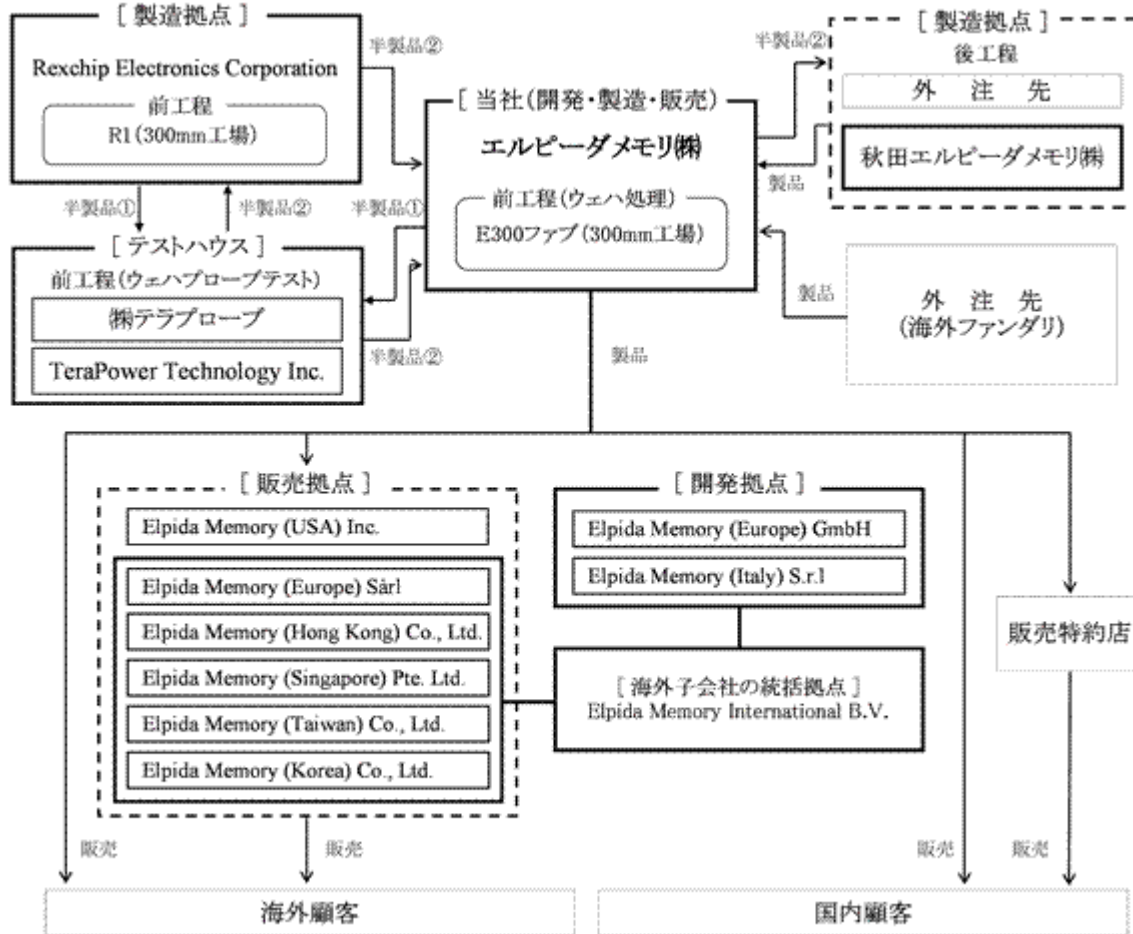 [ 製造拠点 ]
Rexchip Electronics Corporation
前工程
R1(300mm工場)
半製品②
[ 当社(開発・製造・販売) ]
エルピーダメモリ㈱
前工程(ウェハ処理)
E300ファブ(300mm工場)
半製品②
[ 製造拠点 ]
後工程
外 注 先
秋田エルピーダメモリ㈱
製品
半製品①
半製品②
半製品①
[ テストハウス ]
前工程(ウェハプローブテスト)
㈱テラプローブ
TeraPower Technology Inc.
半製品②
製品
製品
外 注 先
(海外ファンダリ)
[ 販売拠点 ]
Elpida Memory (USA) Inc.
Elpida Memory (Europe) Sàrl
Elpida Memory (Hong Kong) Co., Ltd.
Elpida Memory (Singapore) Pte. Ltd.
Elpida Memory (Taiwan) Co., Ltd.
Elpida Memory (Korea) Co., Ltd.
[ 開発拠点 ]
Elpida Memory (Europe) GmbH
Elpida Memory (Italy) S.r.l
[ 海外子会社の統括拠点 ]
Elpida Memory International B.V.
販売特約店
販売
販売
販売
販売
海外顧客
国内顧客